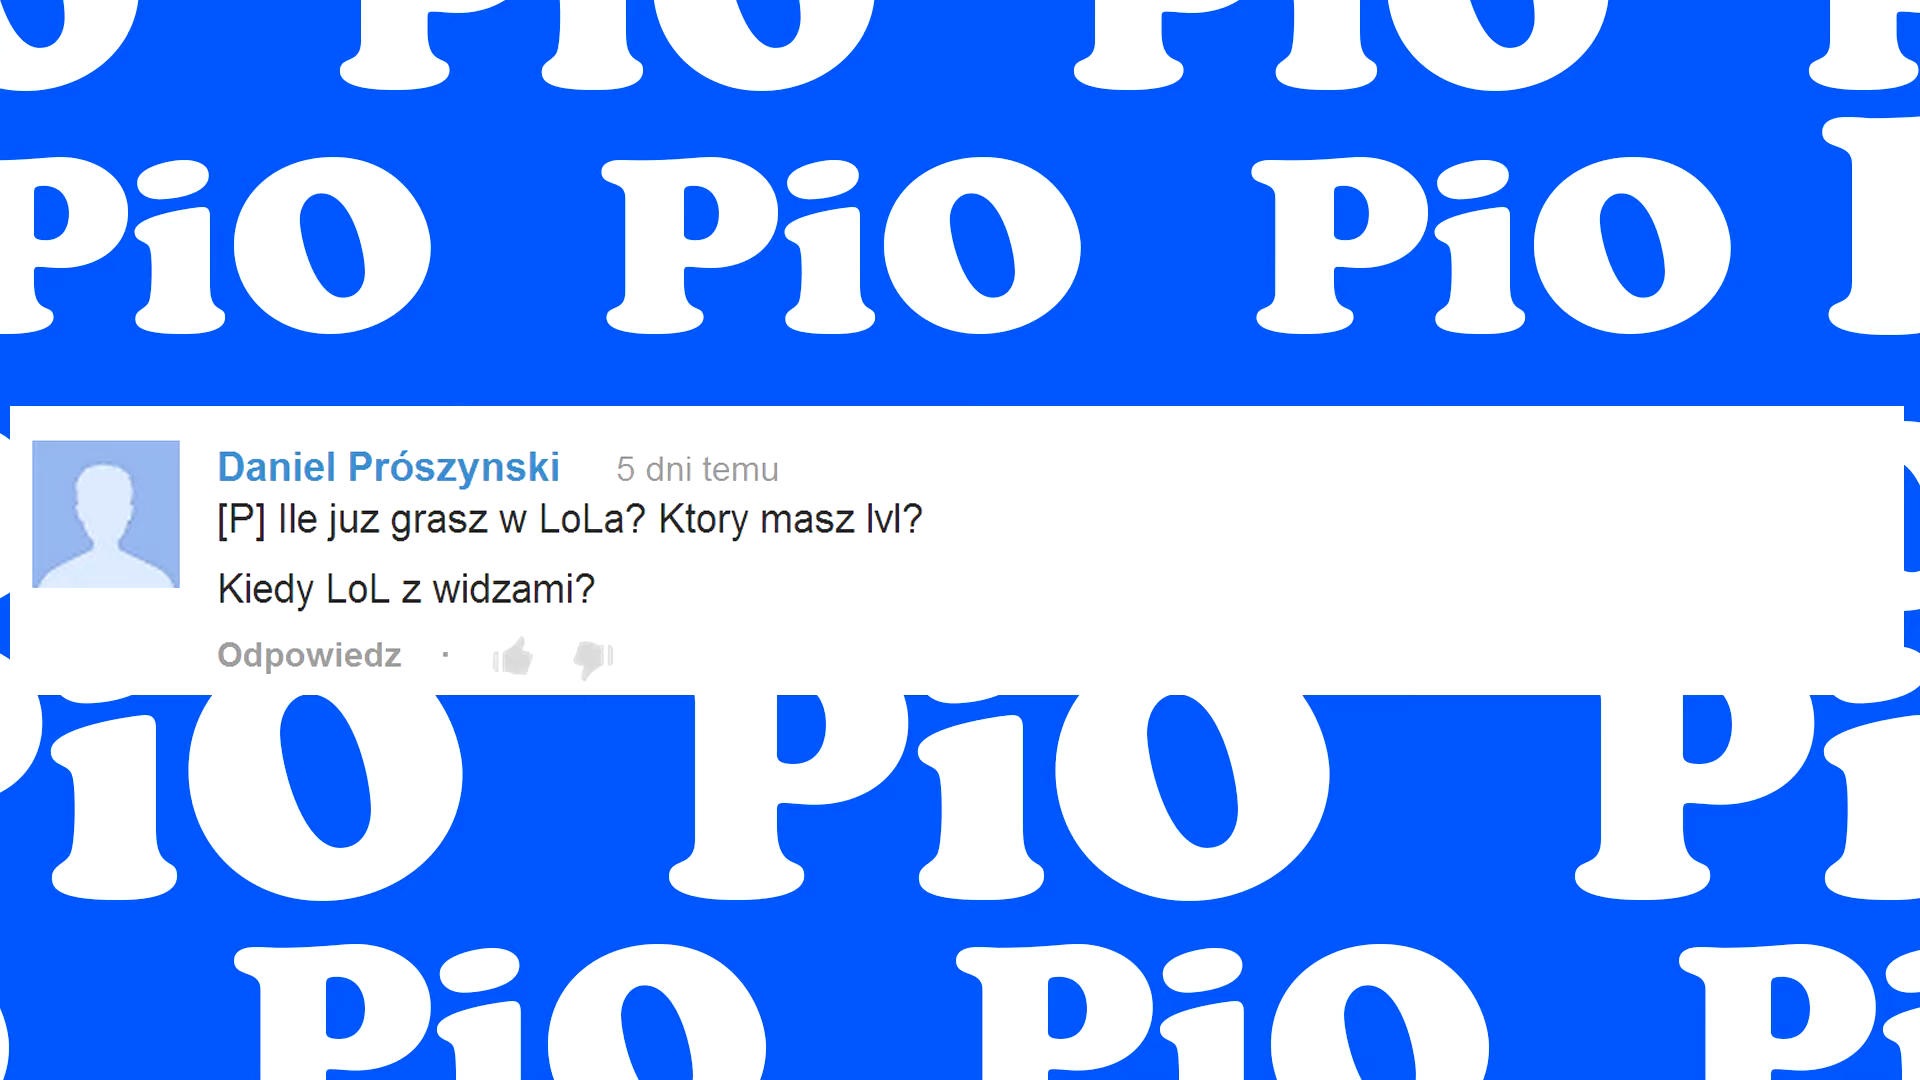 PiO PiO
PiO PiO PiO
Daniel Prószynski 5 dni temu
[P] Ile juz grasz w LoLa? Ktory masz lvl?
Kiedy LoL z widzami?
Odpowiedz ·
PiO PiO Pi
PiO PiO Pi